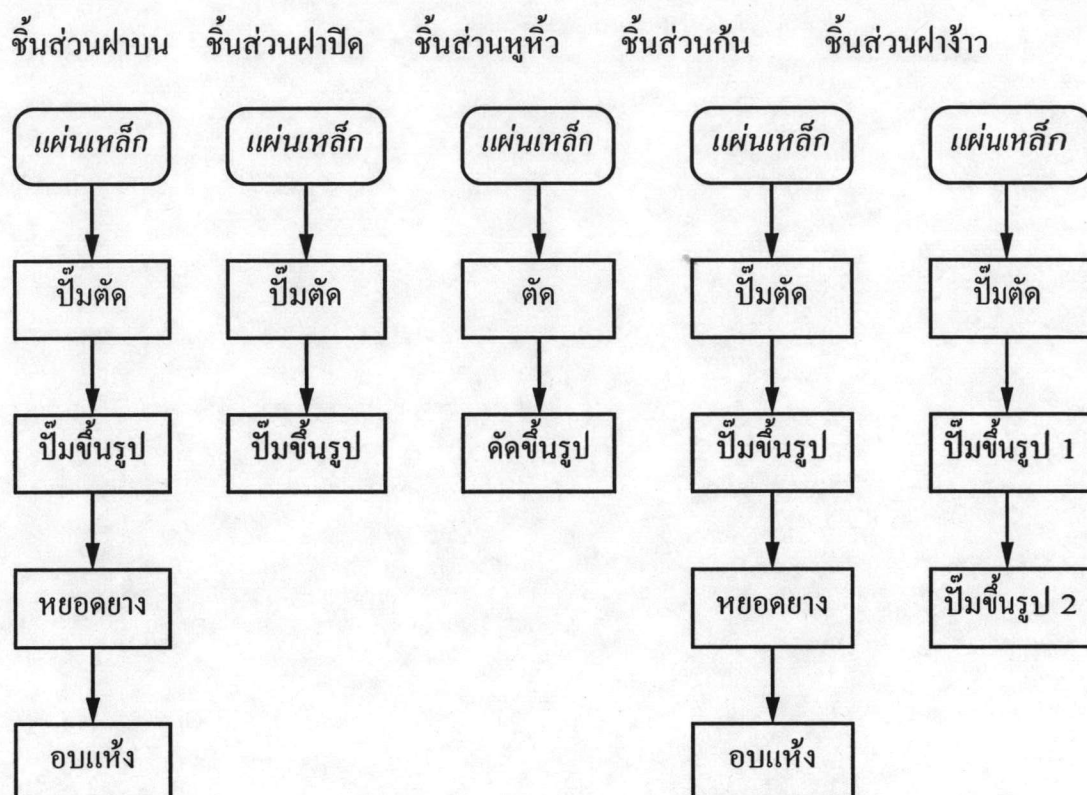 ชิ้นส่วนฝาบน ชิ้นส่วนฝาปิด ชิ้นส่วนหูหิ้ว ชิ้นส่วนก้น ชิ้นส่วนฝาง้าว
แผ่นเหล็ก แผ่นเหล็ก แผ่นเหล็ก แผ่นเหล็ก แผ่นเหล็ก
ปั๊มตัด ปั๊มตัด ตัด ปั๊มตัด ปั๊มตัด
ปั๊มขึ้นรูป ปั๊มขึ้นรูป ดัดขึ้นรูป ปั๊มขึ้นรูป ปั๊มขึ้นรูป 1
หยอดยาง หยอดยาง ปั๊มขึ้นรูป 2
อบแห้ง อบแห้ง